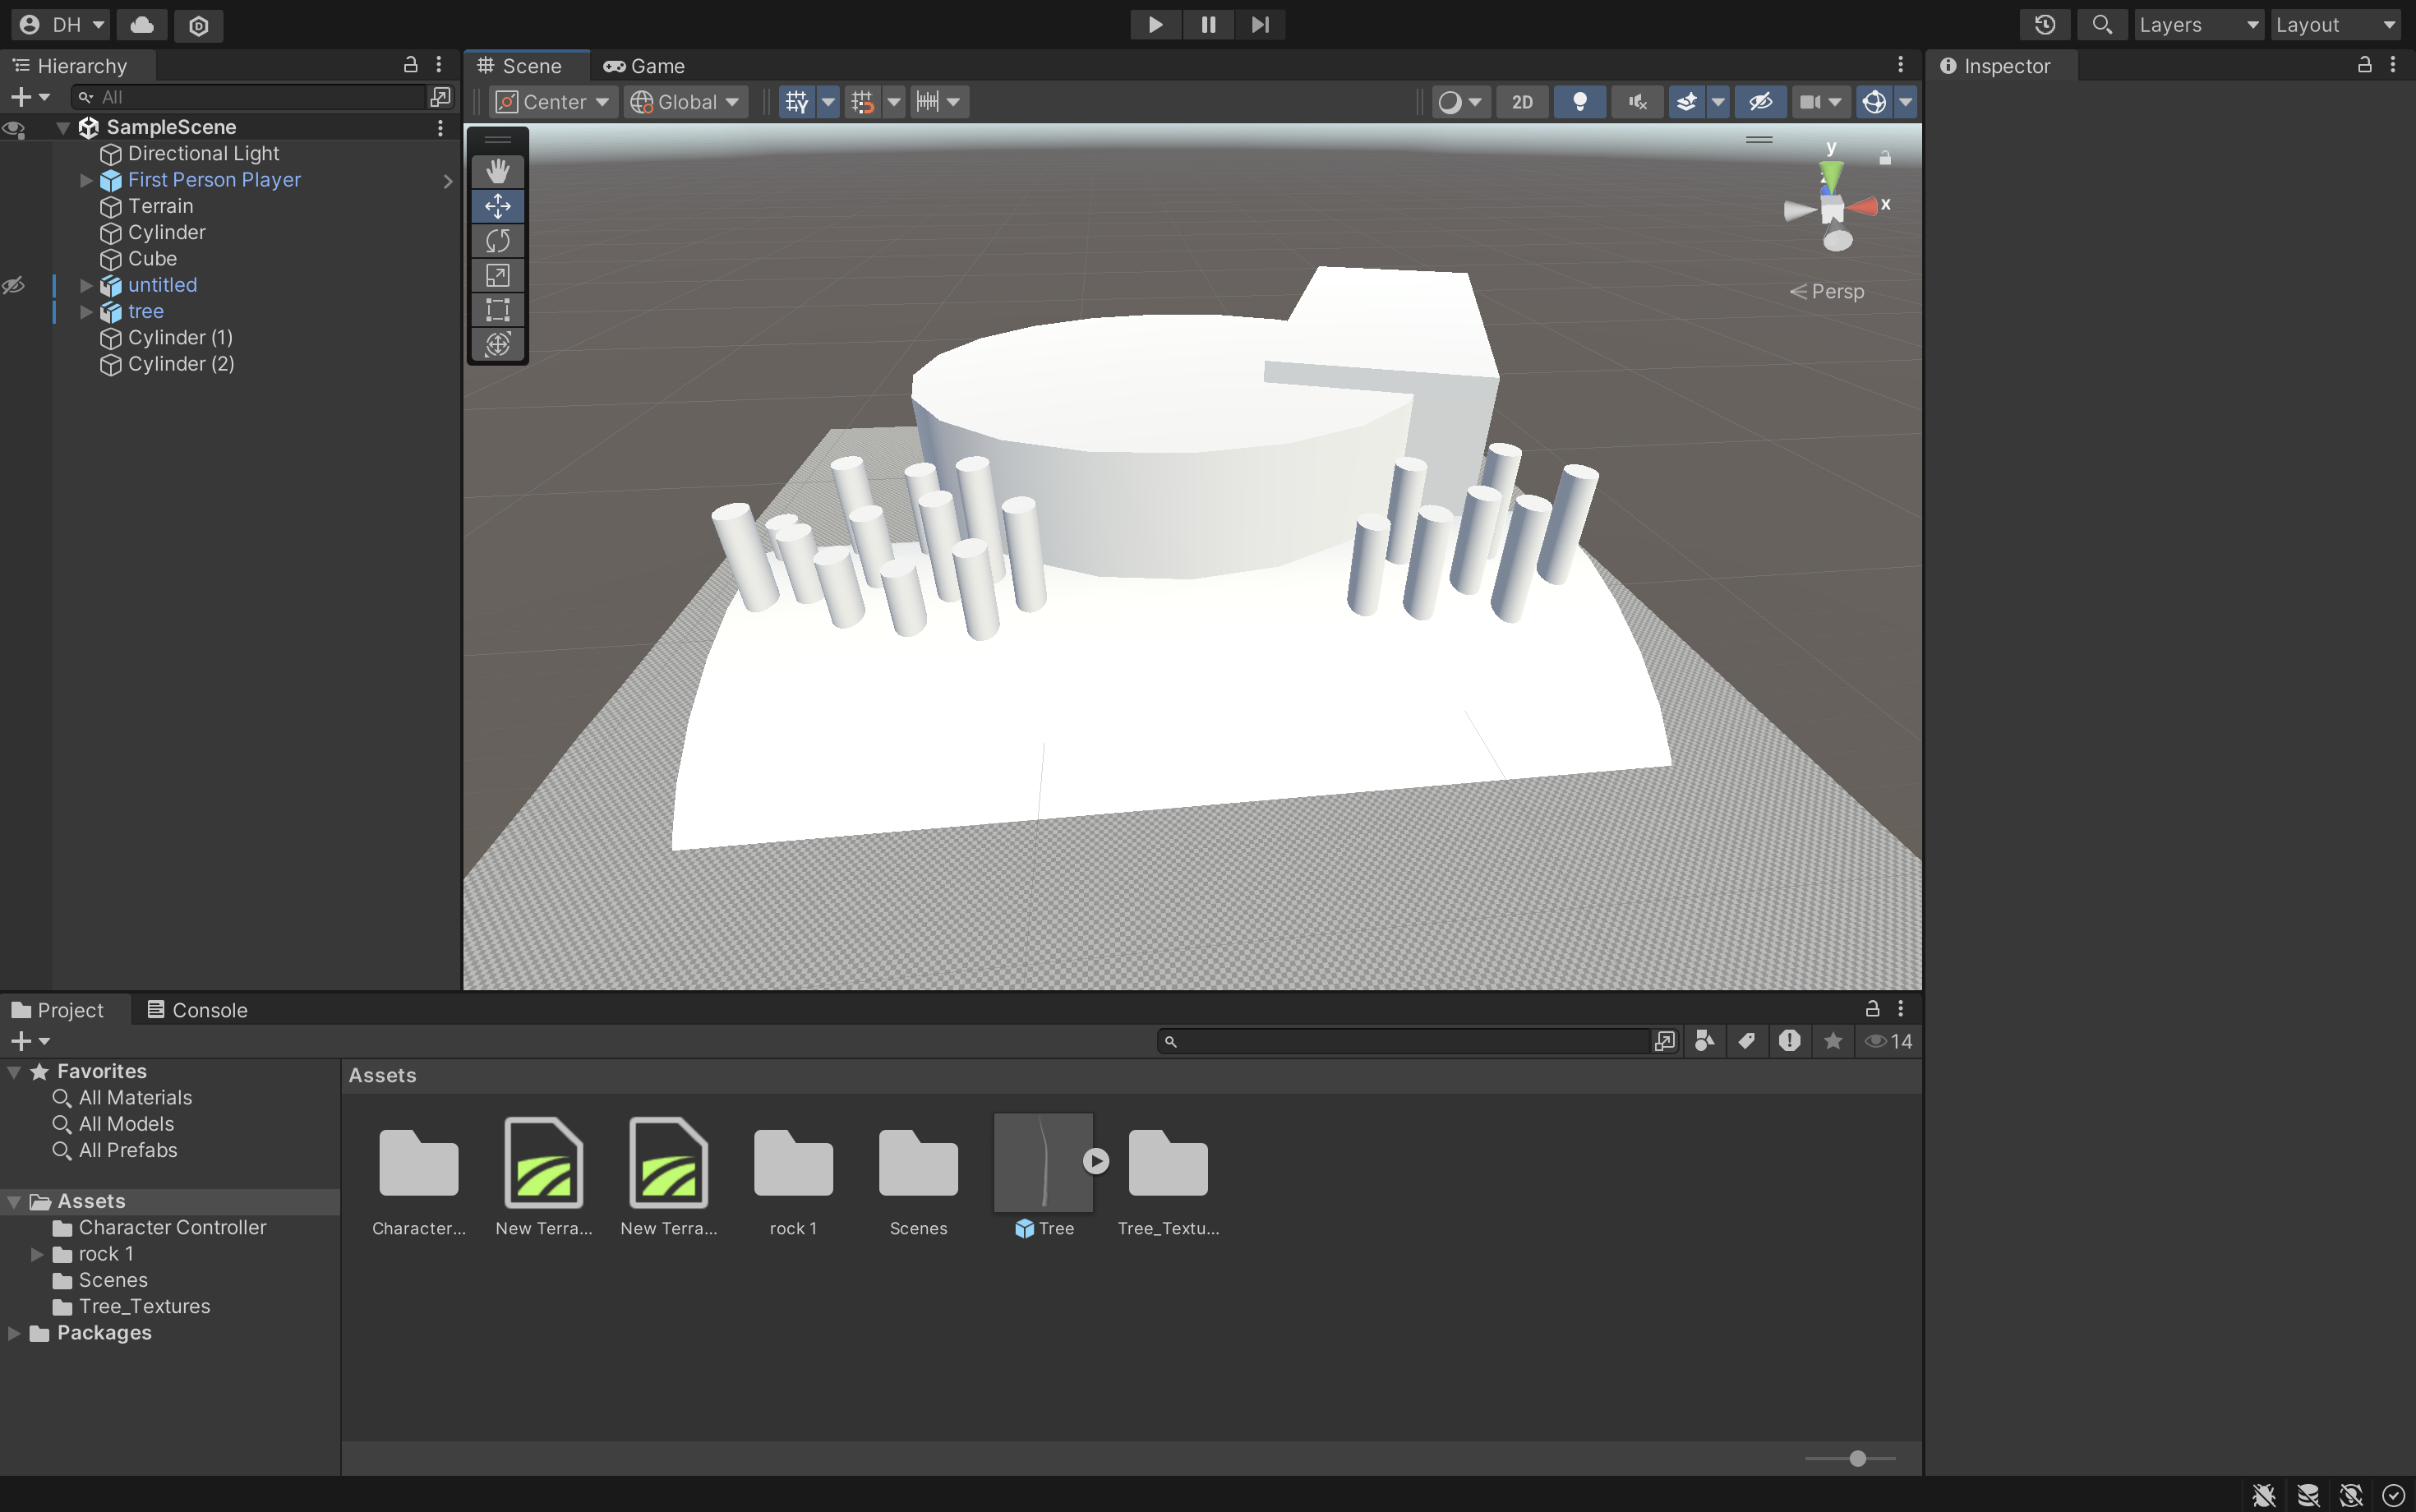 DH
Layers
Layout
Hierarchy
Scene
Game
Inspector
All
Center
Global
2D
SampleScene
Directional Light
First Person Player
Terrain
Cylinder
Cube
untitled
tree
Cylinder (1)
Cylinder (2)
y
x
Persp
Project
Console
14
Favorites
All Materials
All Models
All Prefabs
Assets
Character Controller
rock 1
Scenes
Tree_Textures
Packages
Assets
Character...
New Terra...
New Terra...
rock 1
Scenes
Tree
Tree_Textu...